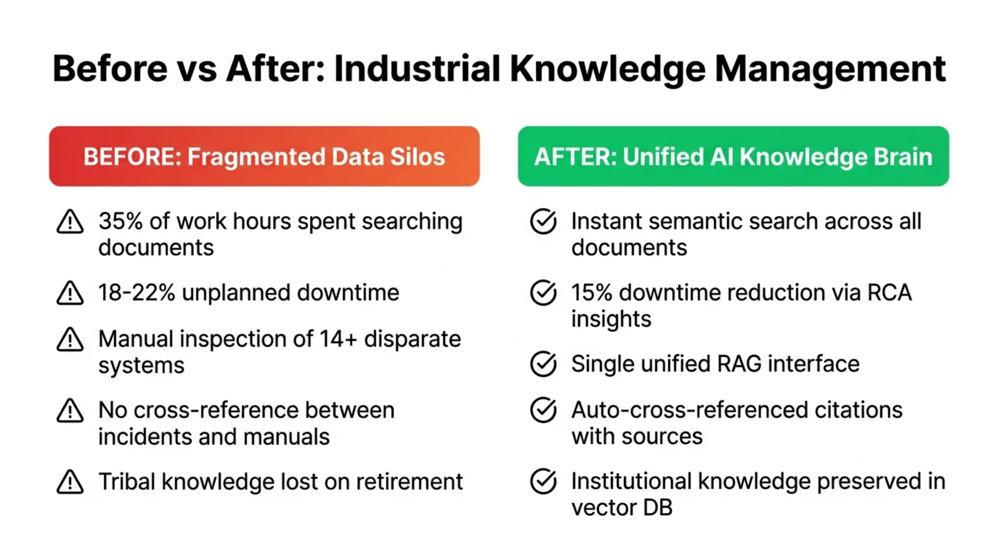 Before vs After: Industrial Knowledge Management
BEFORE: Fragmented Data Silos
35% of work hours spent searching
documents
18-22% unplanned downtime
Manual inspection of 14+ disparate
systems
No cross-reference between
incidents and manuals
Tribal knowledge lost on retirement
AFTER: Unified AI Knowledge Brain
Instant semantic search across all
documents
15% downtime reduction via RCA
insights
Single unified RAG interface
Auto-cross-referenced citations
with sources
Institutional knowledge preserved in
vector DB